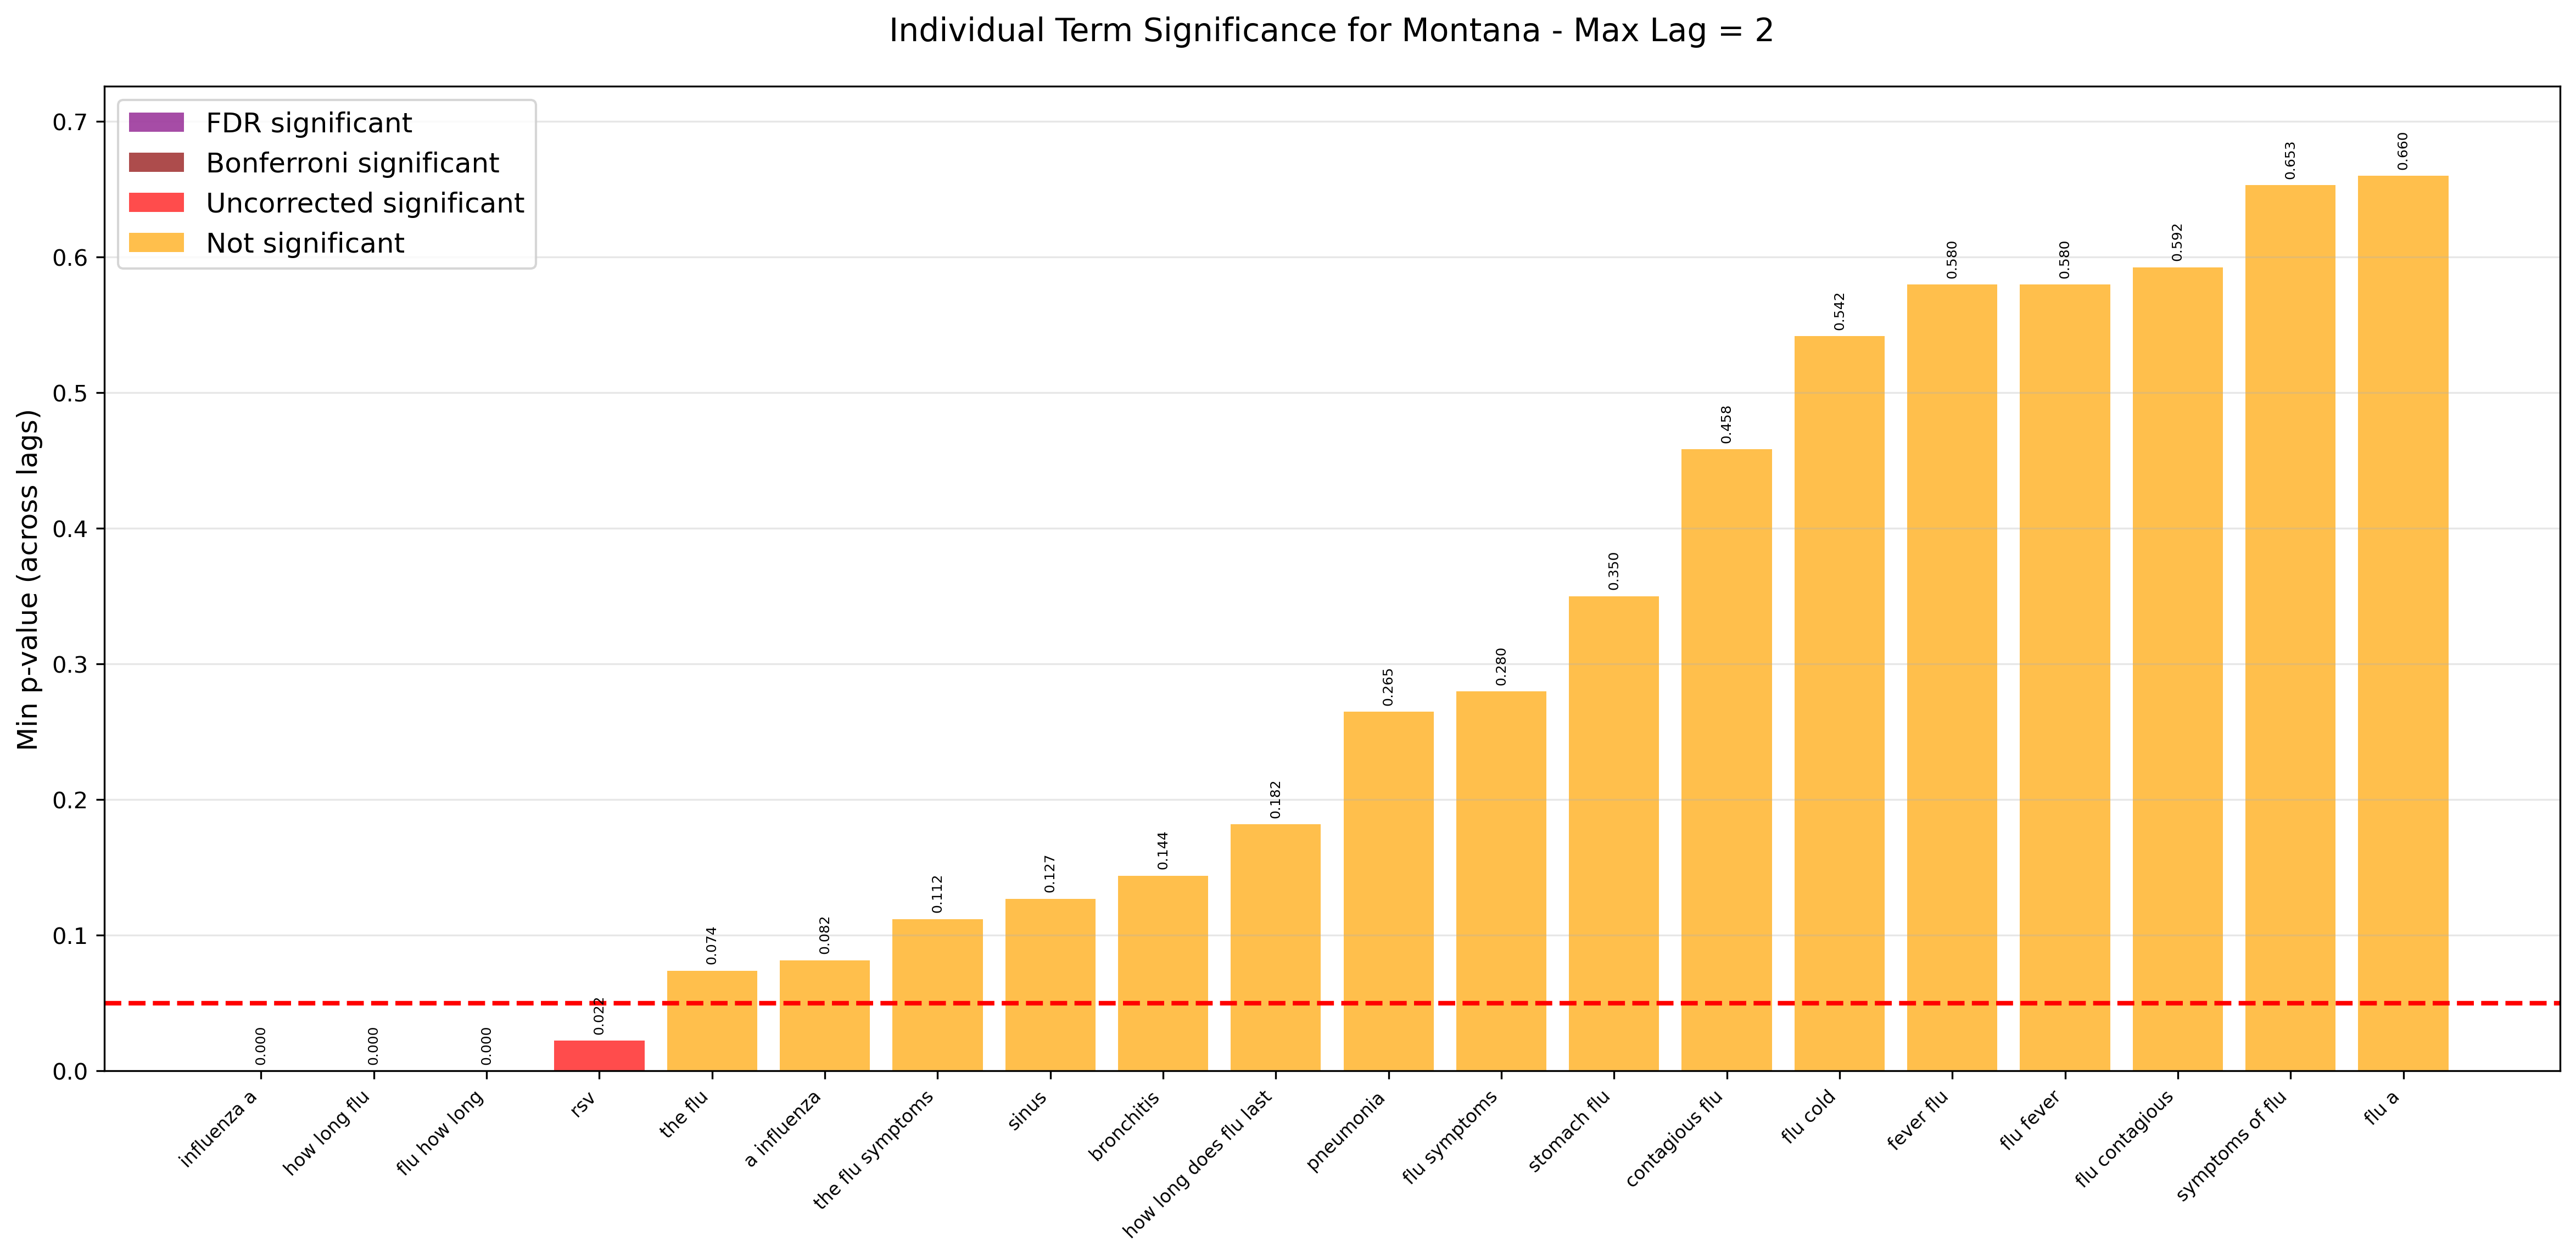 Individual Term Significance for Montana - Max Lag = 2
FDR significant
Bonferroni significant
Uncorrected significant
Not significant
Min p-value (across lags)
0.7
0.6
0.5
0.4
0.3
0.2
0.1
0.0
0.000
0.000
0.000
0.022
0.074
0.082
0.112
0.127
0.144
0.182
0.265
0.280
0.350
0.458
0.542
0.580
0.580
0.592
0.653
0.660
influenza a
how long flu
flu how long
rsv
the flu
a influenza
the flu symptoms
sinus
bronchitis
how long does flu last
pneumonia
flu symptoms
stomach flu
contagious flu
flu cold
fever flu
flu fever
flu contagious
symptoms of flu
flu a